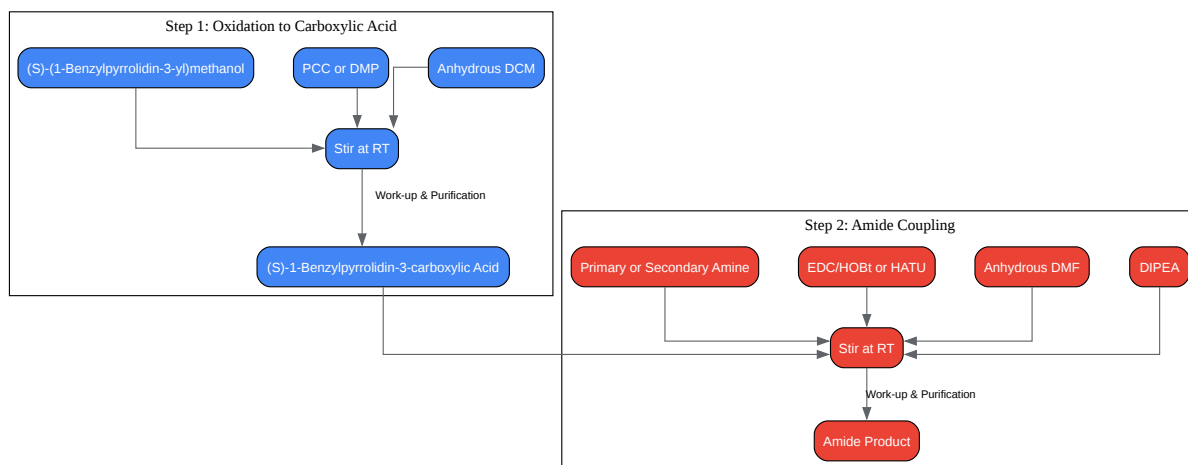 Step 1: Oxidation to Carboxylic Acid
(S)-(1-Benzylpyrrolidin-3-yl)methanol
PCC or DMP
Anhydrous DCM
Stir at RT
Work-up & Purification
(S)-1-Benzylpyrrolidin-3-carboxylic Acid
Step 2: Amide Coupling
Primary or Secondary Amine
EDC/HOBt or HATU
Anhydrous DMF
DIPEA
Stir at RT
Work-up & Purification
Amide Product